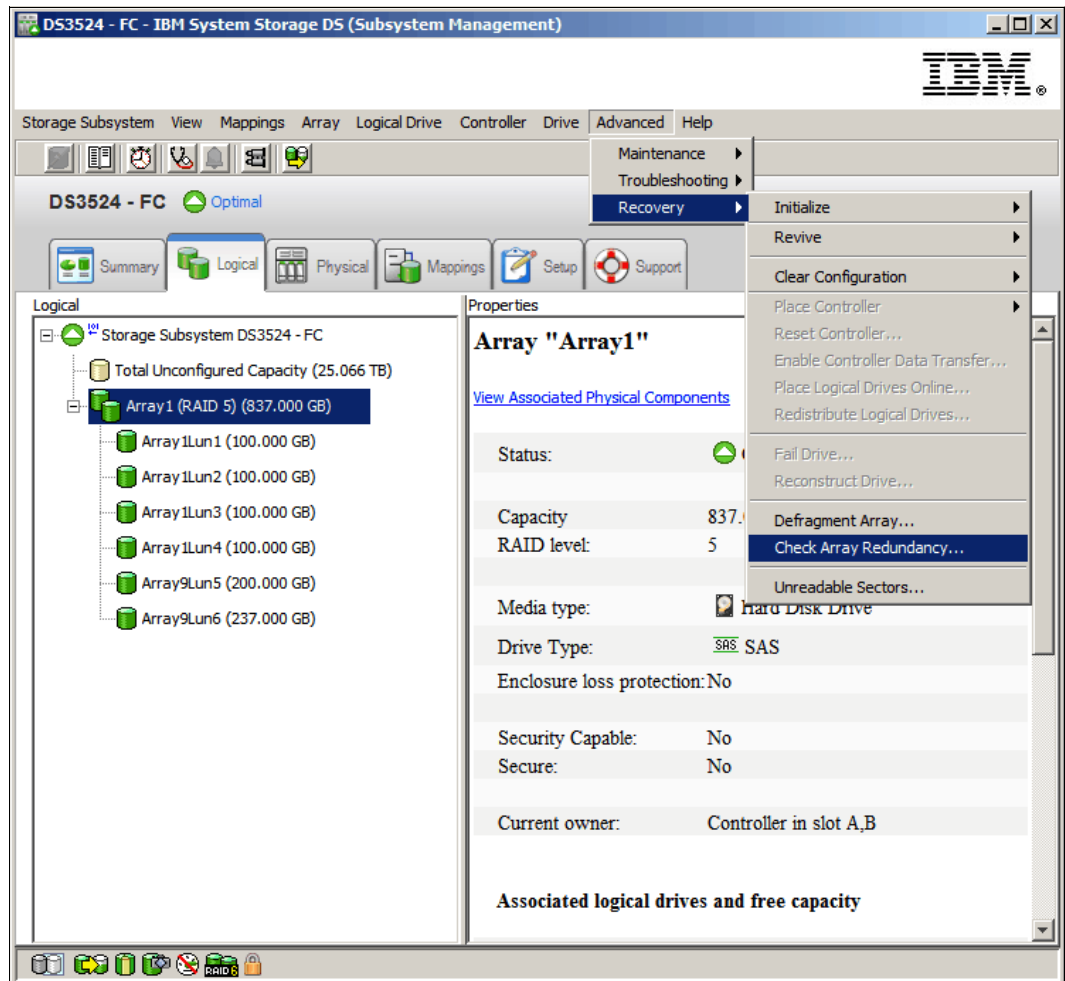 DS3524 - FC - IBM System Storage DS (Subsystem Management)
IBM®
Storage Subsystem View Mappings Array Logical Drive Controller Drive Advanced Help
Maintenance
Troubleshooting
Recovery
DS3524 - FC Optimal
Initialize
Revive
Clear Configuration
Place Controller
Reset Controller...
Enable Controller Data Transfer...
Place Logical Drives Online...
Redistribute Logical Drives...
Fail Drive...
Reconstruct Drive...
Defragment Array...
Check Array Redundancy...
Unreadable Sectors...
Summary Logical Physical Mappings Setup Support
Logical
Storage Subsystem DS3524 - FC
Total Unconfigured Capacity (25.066 TB)
Array1 (RAID 5) (837.000 GB)
Array1Lun1 (100.000 GB)
Array1Lun2 (100.000 GB)
Array1Lun3 (100.000 GB)
Array1Lun4 (100.000 GB)
Array9Lun5 (200.000 GB)
Array9Lun6 (237.000 GB)
Properties
Array "Array1"
View Associated Physical Components
Status:
Capacity 837.
RAID level: 5
Media type: Hard Disk Drive
Drive Type: SAS SAS
Enclosure loss protection: No
Security Capable: No
Secure: No
Current owner: Controller in slot A,B
Associated logical drives and free capacity
RAID 6